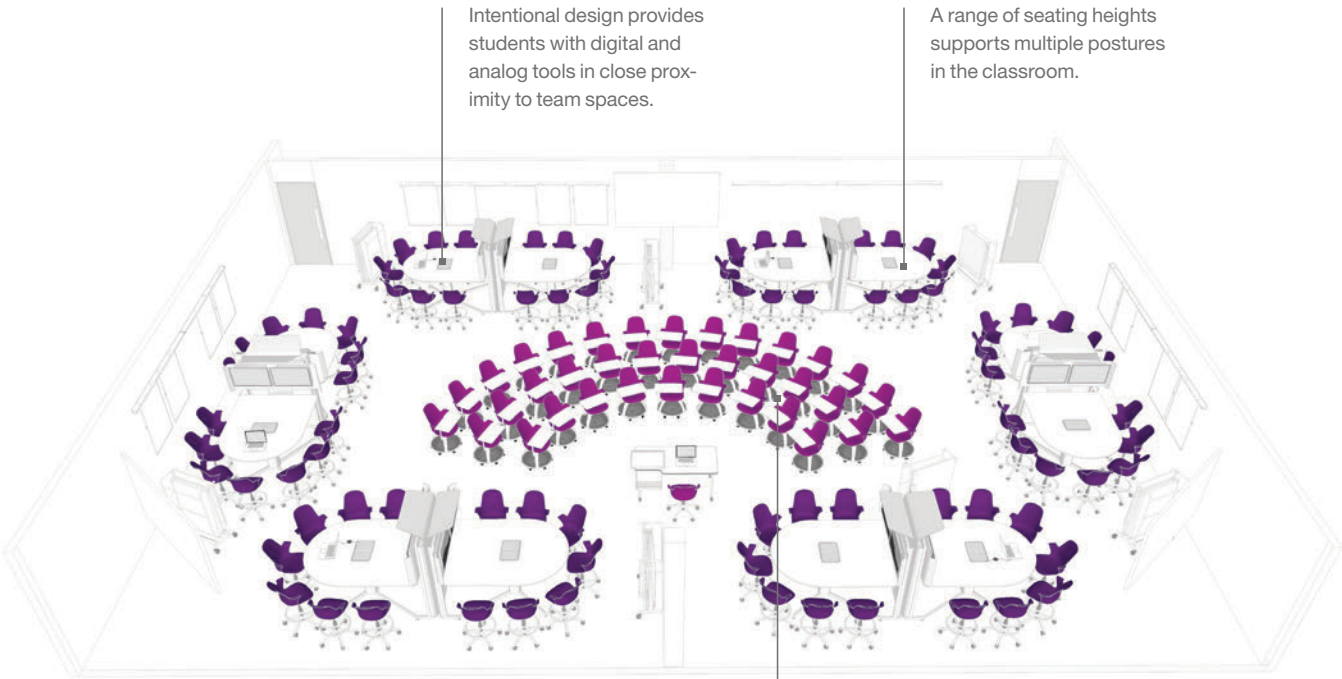 Intentional design provides
students with digital and
analog tools in close prox-
imity to team spaces.
A range of seating heights
supports multiple postures
in the classroom.